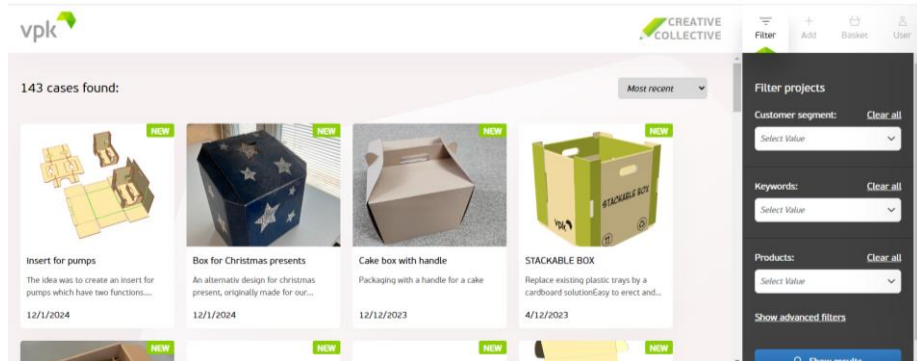 vpk
CREATIVE
COLLECTIVE
Filter
Add
Basket
User
143 cases found:
Most recent
Filter projects
Customer segment:
Clear all
Select Value
Keywords:
Clear all
Select Value
Products:
Clear all
Select Value
Show advanced filters
Show results
NEW
Insert for pumps
The idea was to create an insert for
pumps which have two functions....
12/1/2024
NEW
Box for Christmas presents
An alternativ design for christmas
present, originally made for our...
12/1/2024
NEW
Cake box with handle
Packaging with a handle for a cake
12/12/2023
NEW
STACKABLE BOX
vpk
STACKABLE BOX
Replace existing plastic trays by a
cardboard solutionEasy to erect and...
4/12/2023
NEW
NEW
NEW
NEW